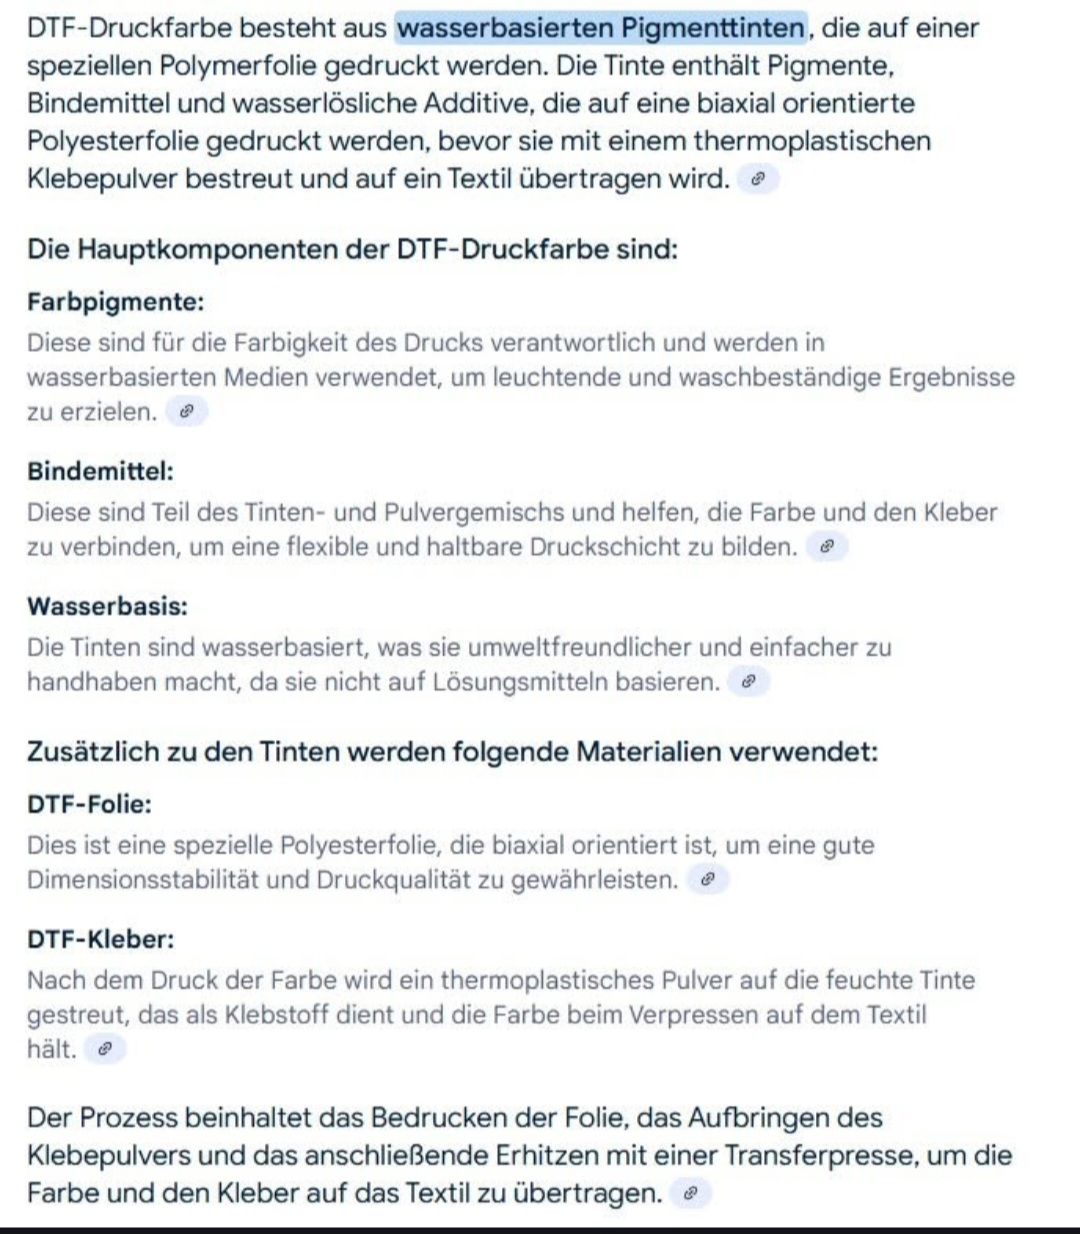 DTF-Druckfarbe besteht aus wasserbasierten Pigmenttinten, die auf einer
speziellen Polymerfolie gedruckt werden. Die Tinte enthält Pigmente,
Bindemittel und wasserlösliche Additive, die auf eine biaxial orientierte
Polyesterfolie gedruckt werden, bevor sie mit einem thermoplastischen
Klebepulver bestreut und auf ein Textil übertragen wird.
Die Hauptkomponenten der DTF-Druckfarbe sind:
Farbpigmente:
Diese sind für die Farbigkeit des Drucks verantwortlich und werden in
wasserbasierten Medien verwendet, um leuchtende und waschbeständige Ergebnisse
zu erzielen.
Bindemittel:
Diese sind Teil des Tinten- und Pulvergemischs und helfen, die Farbe und den Kleber
zu verbinden, um eine flexible und haltbare Druckschicht zu bilden.
Wasserbasis:
Die Tinten sind wasserbasiert, was sie umweltfreundlicher und einfacher zu
handhaben macht, da sie nicht auf Lösungsmitteln basieren.
Zusätzlich zu den Tinten werden folgende Materialien verwendet:
DTF-Folie:
Dies ist eine spezielle Polyesterfolie, die biaxial orientiert ist, um eine gute
Dimensionsstabilität und Druckqualität zu gewährleisten.
DTF-Kleber:
Nach dem Druck der Farbe wird ein thermoplastisches Pulver auf die feuchte Tinte
gestreut, das als Klebstoff dient und die Farbe beim Verpressen auf dem Textil
hält.
Der Prozess beinhaltet das Bedrucken der Folie, das Aufbringen des
Klebepulvers und das anschließende Erhitzen mit einer Transferpresse, um die
Farbe und den Kleber auf das Textil zu übertragen.